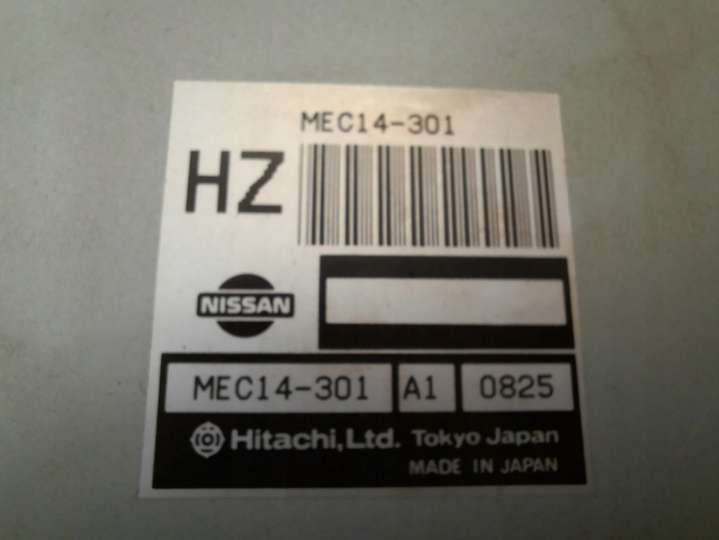 MEC14-301
HZ
NISSAN
MEC14-301 A1 0825
Hitachi, Ltd. Tokyo Japan
MADE IN JAPAN